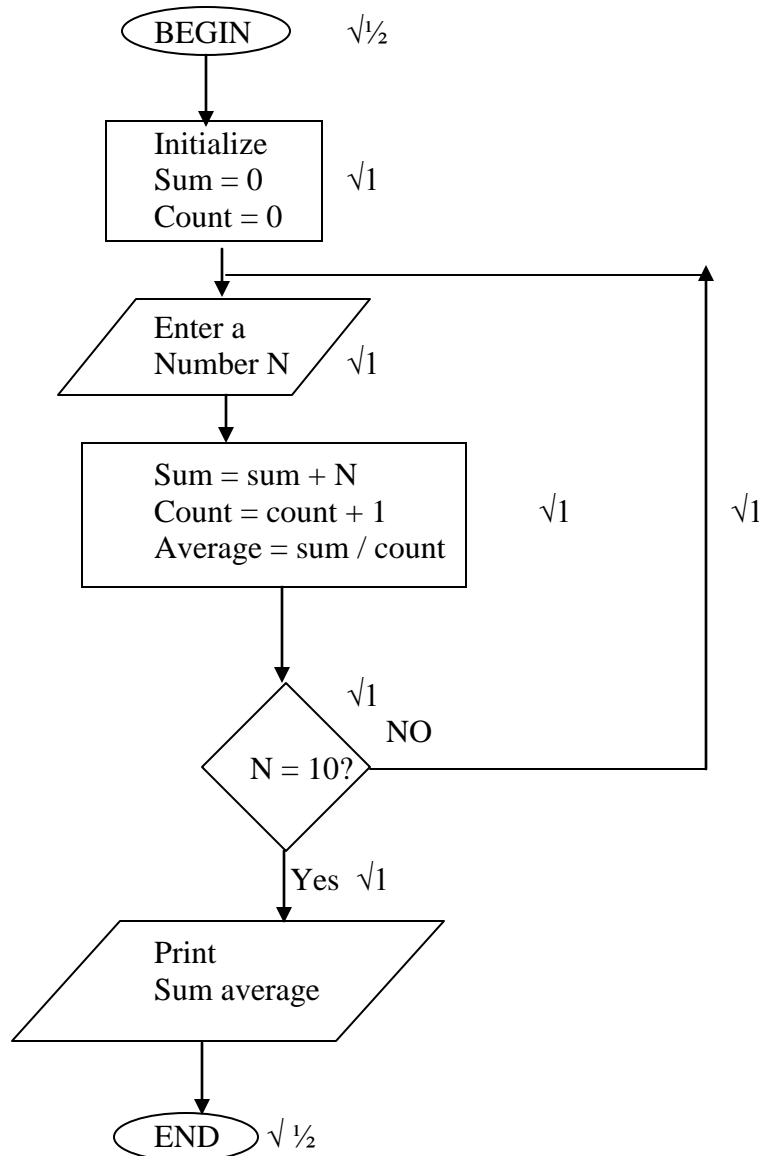 BEGIN √½
Initialize
Sum = 0 √1
Count = 0
Enter a
Number N √1
Sum = sum + N
Count = count + 1 √1 √1
Average = sum / count
√1
NO
N = 10?
Yes √1
Print
Sum average
END √ ½